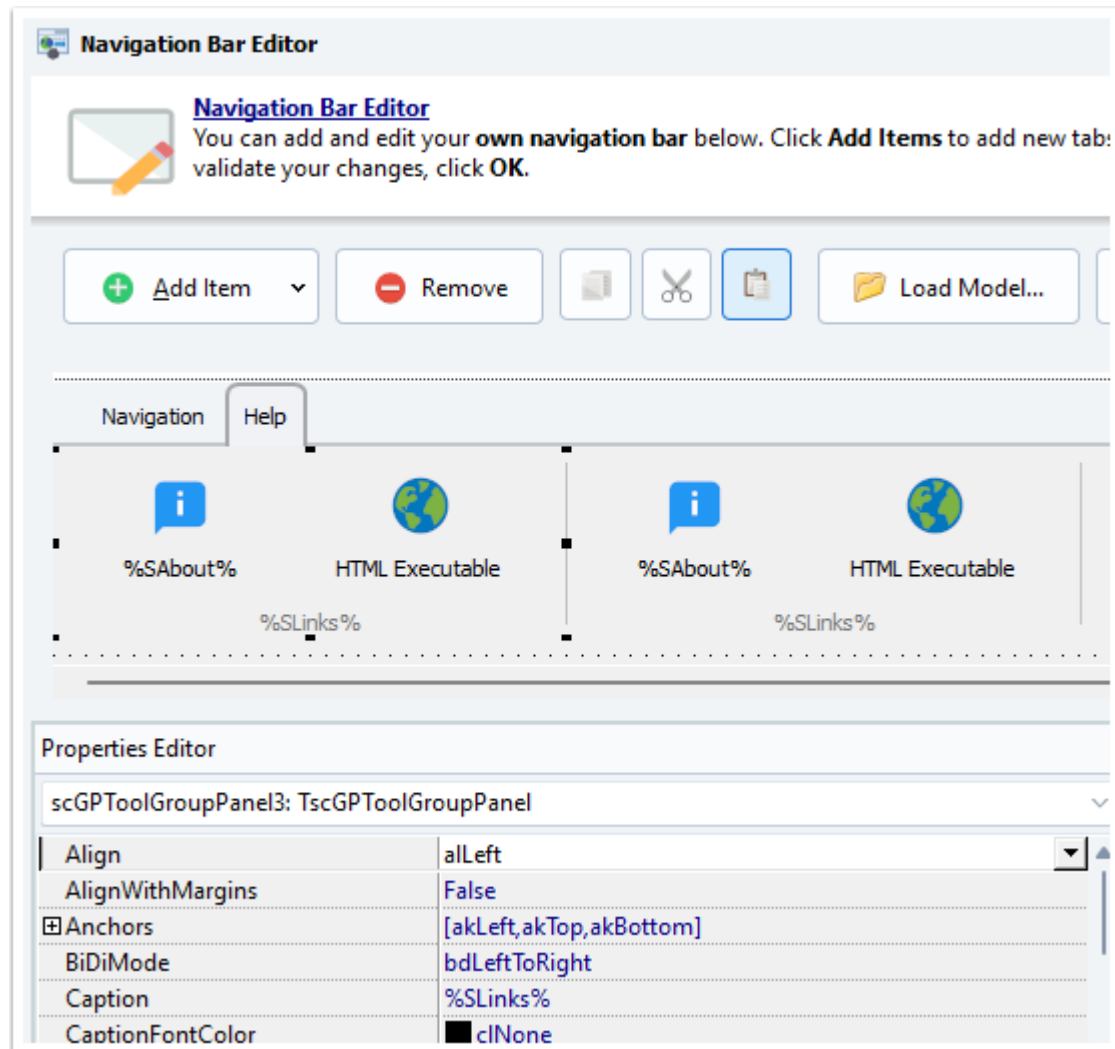 Navigation Bar Editor
Navigation Bar Editor
You can add and edit your own navigation bar below. Click Add Items to add new tabs
validate your changes, click OK.
Add Item
Remove
Load Model...
Navigation
Help
%SAbout%
HTML Executable
%SAbout%
HTML Executable
%SLinks%
%SLinks%
Properties Editor
scGPToolGroupPanel3: TscGPToolGroupPanel
Align alLeft
AlignWithMargins False
Anchors [akLeft,akTop,akBottom]
BiDiMode bdLeftToRight
Caption %SLinks%
CaptionFontColor clNone